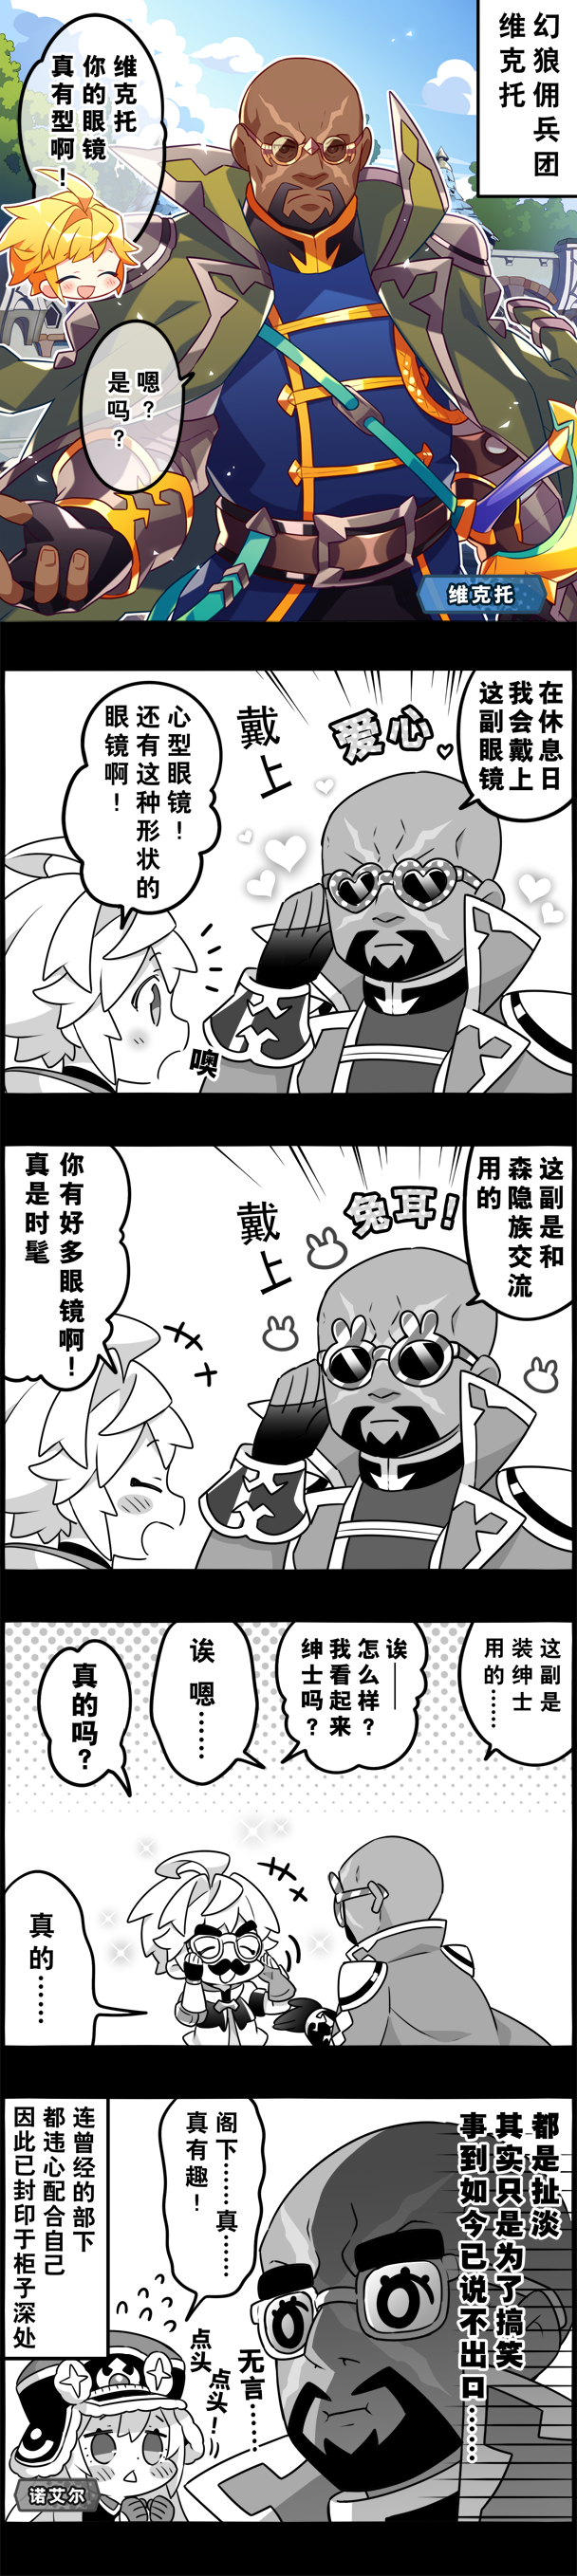 幻狼佣兵团
维克托
维克托
你的眼镜
真有型啊！
嗯？
是吗？
维克托
在休息日
我会戴上
这副眼镜
爱心
戴上
心型眼镜！
还有这种形状的
眼镜啊！
噢
这副是和
森隐族交流
用的
兔耳！
戴上
你有好多眼镜啊！
真是时髦
这副是
装绅士
用的……
诶——
怎么样？
我看起来
绅士吗？
诶 嗯……
真的吗？
真的……
都是扯淡
其实只是为了搞笑
事到如今已说不出口……
无言……
阁下……真……
真有趣！
点头
点头！
连曾经的部下
都违心配合自己
因此已封印于柜子深处
诺艾尔